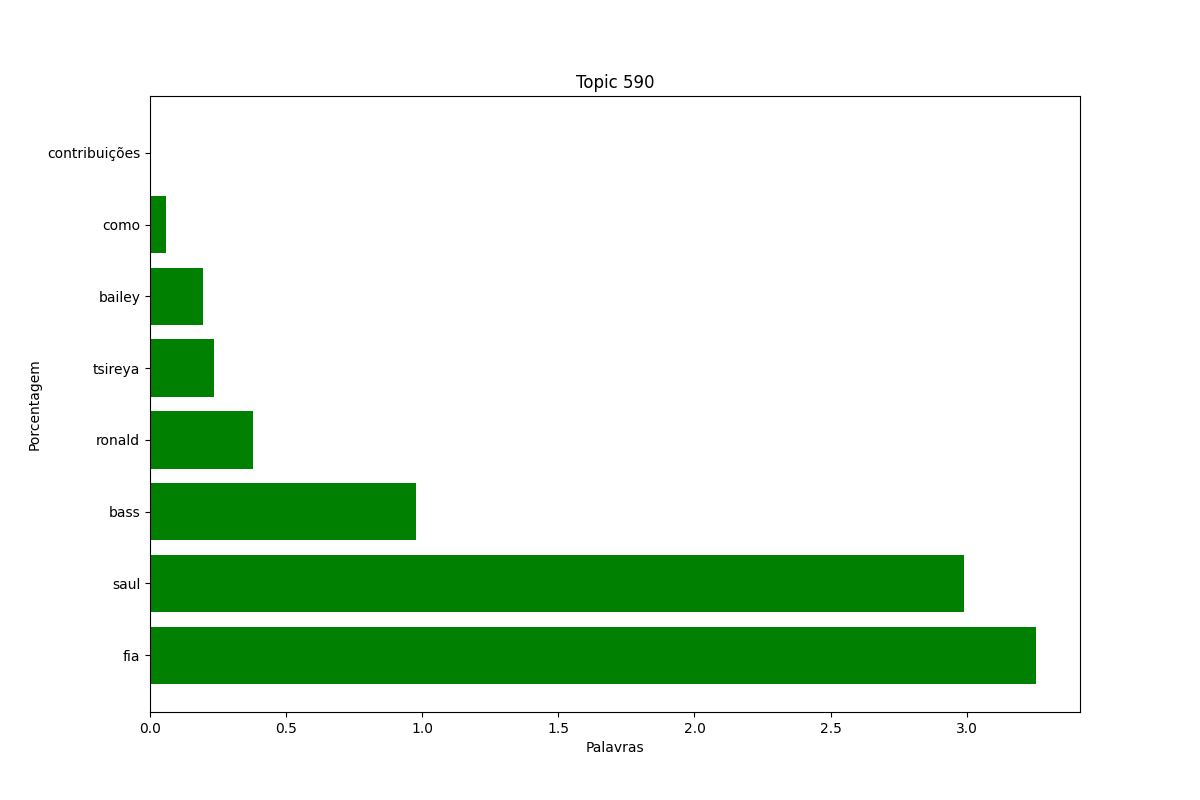 Topic 590
contribuições
como
bailey
tsireya
ronald
bass
saul
fia
Porcentagem
0.0 0.5 1.0 1.5 2.0 2.5 3.0
Palavras